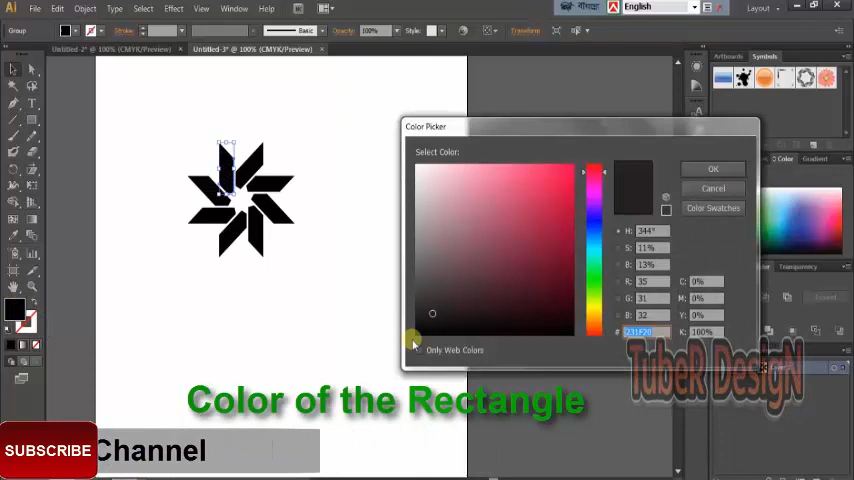 Ai File Edit Object Type Select Effect View Window Help Br
English
Layout
Group Stroke: Basic Opacity: 100% Style: Transform
Untitled-2* @ (CMYK/Preview) × Untitled-3* @ (CMYK/Preview) ×
Artboards Symbols
Color Picker
Select Color:
OK
Cancel
Color Swatches
Color Gradient
H: 344°
S: 11%
B: 13%
R: 35 C: 0%
G: 31 M: 0%
B: 32 Y: 0%
# 231F20 K: 100%
Only Web Colors
Transparency
Expand
TubeR DesigN
Color of the Rectangle
SUBSCRIBE Channel